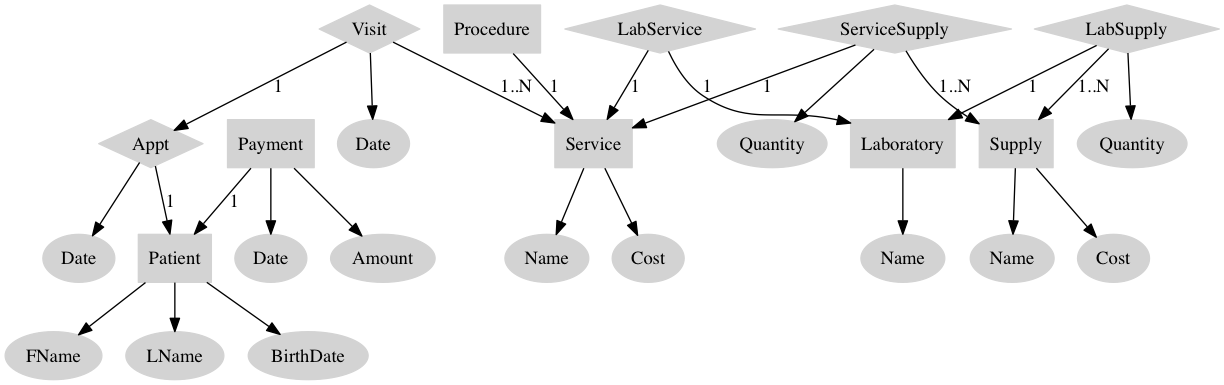 Visit
Procedure
LabService
ServiceSupply
LabSupply
1
1..N
1
1
1
1
1..N
1
1..N
Appt
Payment
Date
Service
Quantity
Laboratory
Supply
Quantity
1
1
Date
Patient
Date
Amount
Name
Cost
Name
Name
Cost
FName
LName
BirthDate